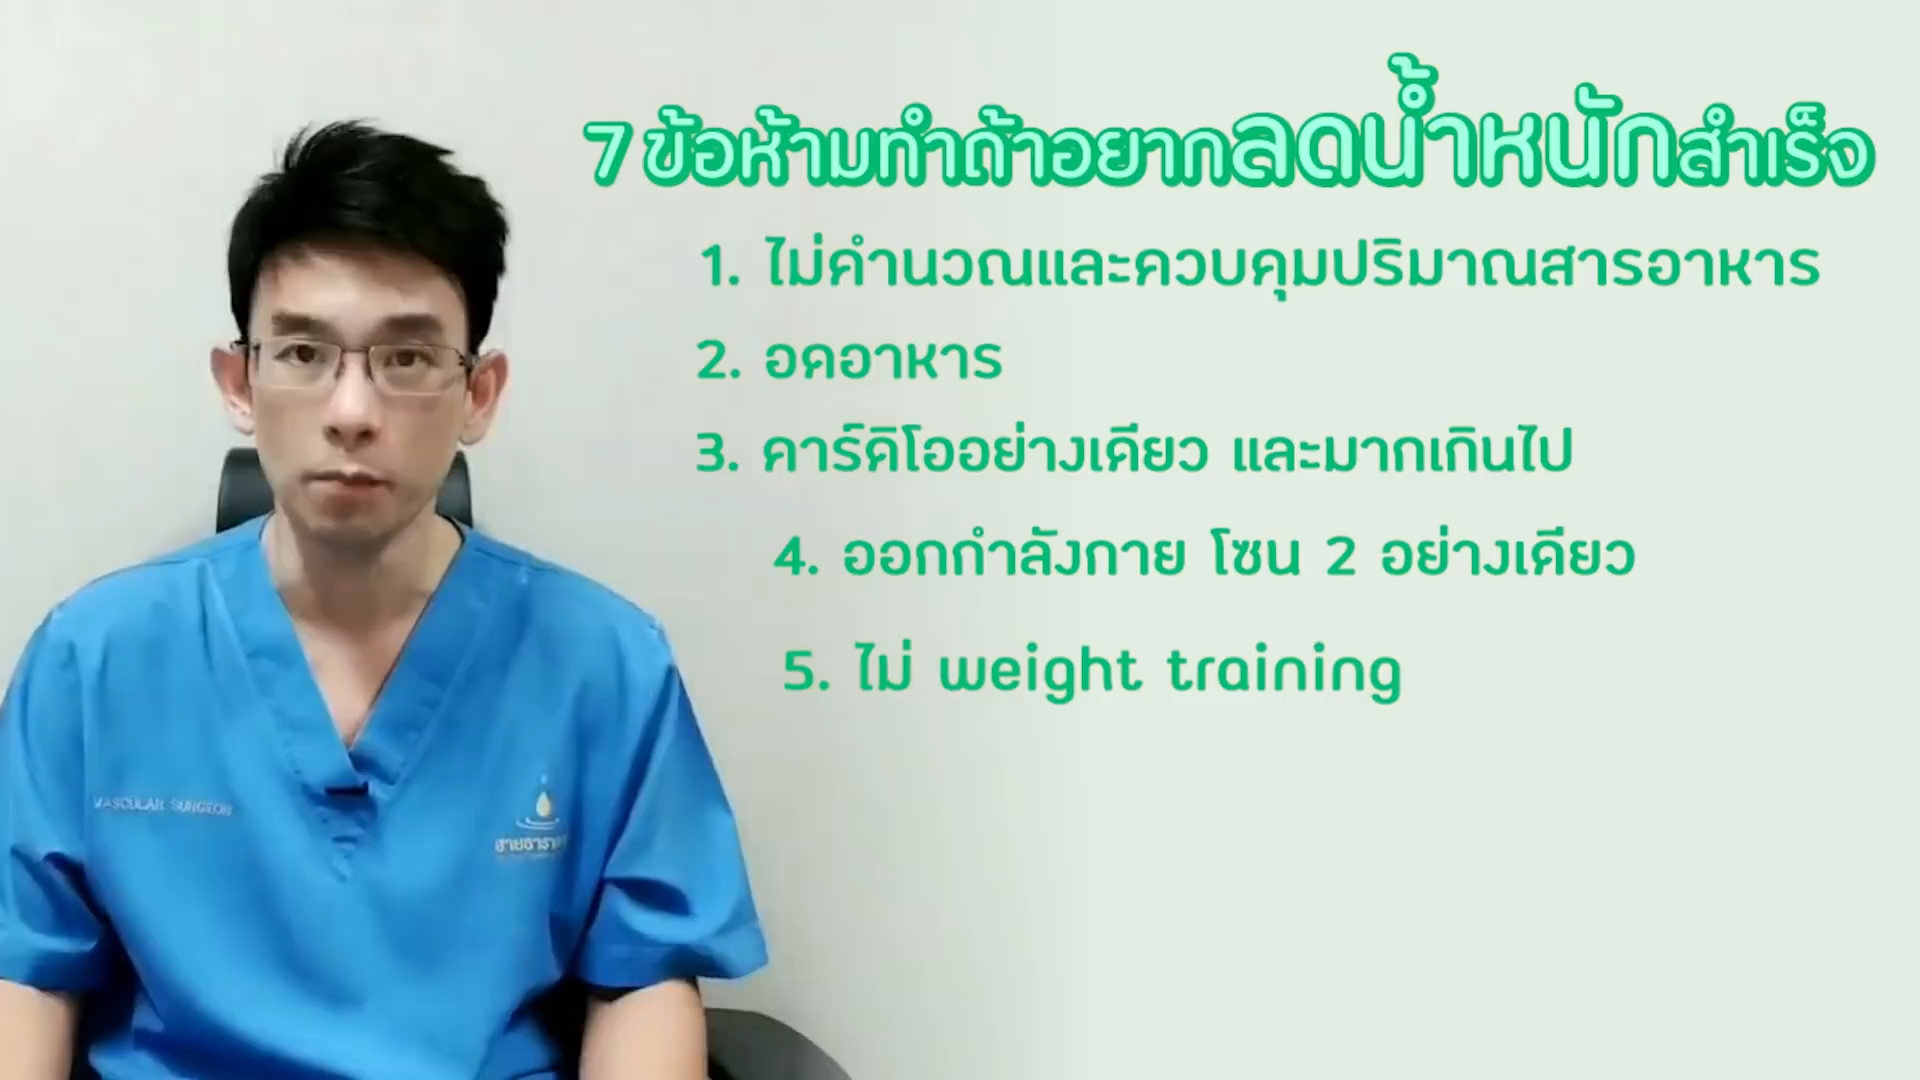 7 ข้อห้ามทำถ้าอยากลดน้ำหนักสำเร็จ
1. ไม่คำนวณและควบคุมปริมาณสารอาหาร
2. อดอาหาร
3. คาร์ดิโออย่างเดียว และมากเกินไป
4. ออกกำลังกาย โซน 2 อย่างเดียว
5. ไม่ weight training
VASCULAR SURGEON